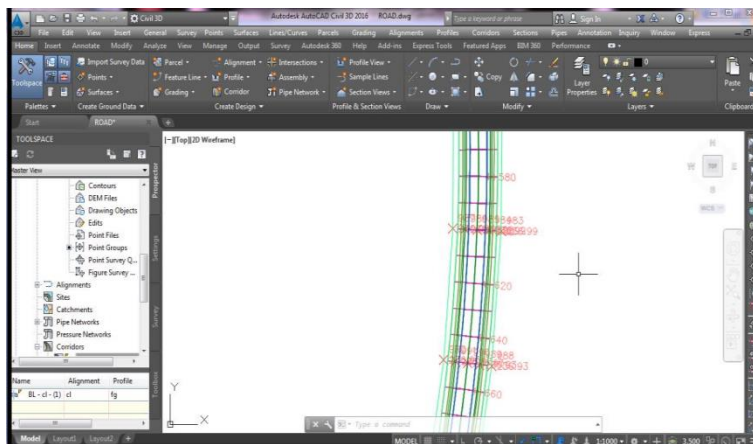 Civil 3D Autodesk AutoCAD Civil 3D 2016 ROAD.dwg Type a keyword or phrase Sign In
File Edit View Insert General Survey Points Surfaces Lines/Curves Parcels Grading Alignments Profiles Corridors Sections Pipes Annotation Inquiry Window Express
Home Insert Annotate Modify Analyze View Manage Output Survey Autodesk 360 Help Add-ins Express Tools Featured Apps BIM 360 Performance
Import Survey Data Parcel Alignment Intersections Profile View
Toolspace Points Feature Line Profile Assembly Sample Lines Copy Layer Properties Paste
Surfaces Grading Corridor Pipe Network Section Views
Palettes Create Ground Data Create Design Profile & Section Views Draw Modify Layers Clipboard
Start ROAD*
TOOLSPACE
[-][Top][2D Wireframe]
Master View
Contours
DEM Files
Drawing Objects
Edits
Point Files
Point Groups
Point Survey Q...
Figure Survey ...
Alignments
Sites
Catchments
Pipe Networks
Pressure Networks
Corridors
Prospector
Settings
Survey
Toolbox
580
620
640
660
N
W
TOP
E
S
WCS
Name Alignment Profile
BL - cl - (1) cl fg
Y
X
Type a command
Model Layout1 Layout2 + MODEL 1:1000 3.500